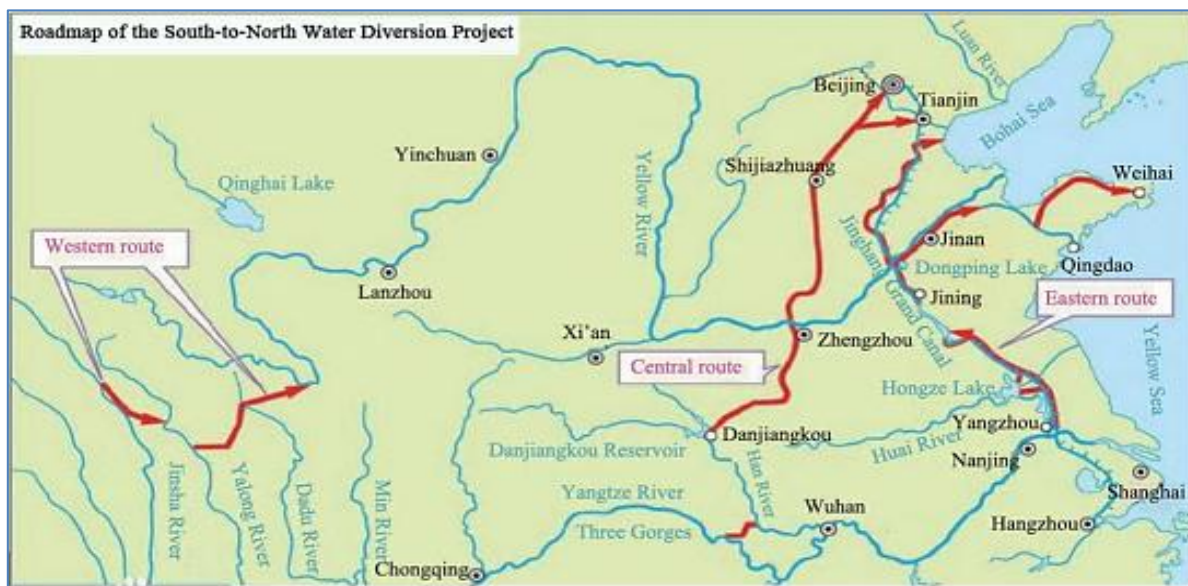 Roadmap of the South-to-North Water Diversion Project
Luan River
Beijing
Tianjin
Bohai Sea
Yinchuan
Shijiazhuang
Weihai
Qinghai Lake
Yellow River
Western route
Jinghang Grand Canal
Jinan
Dongping Lake
Qingdao
Lanzhou
Jining
Eastern route
Xi'an
Zhengzhou
Central route
Hongze Lake
Yellow Sea
Danjiangkou
Yangzhou
Danjiangkou Reservoir
Huai River
Nanjing
Han River
Jinsha River
Yalong River
Dadu River
Min River
Yangtze River
Wuhan
Shanghai
Three Gorges
Hangzhou
Chongqing